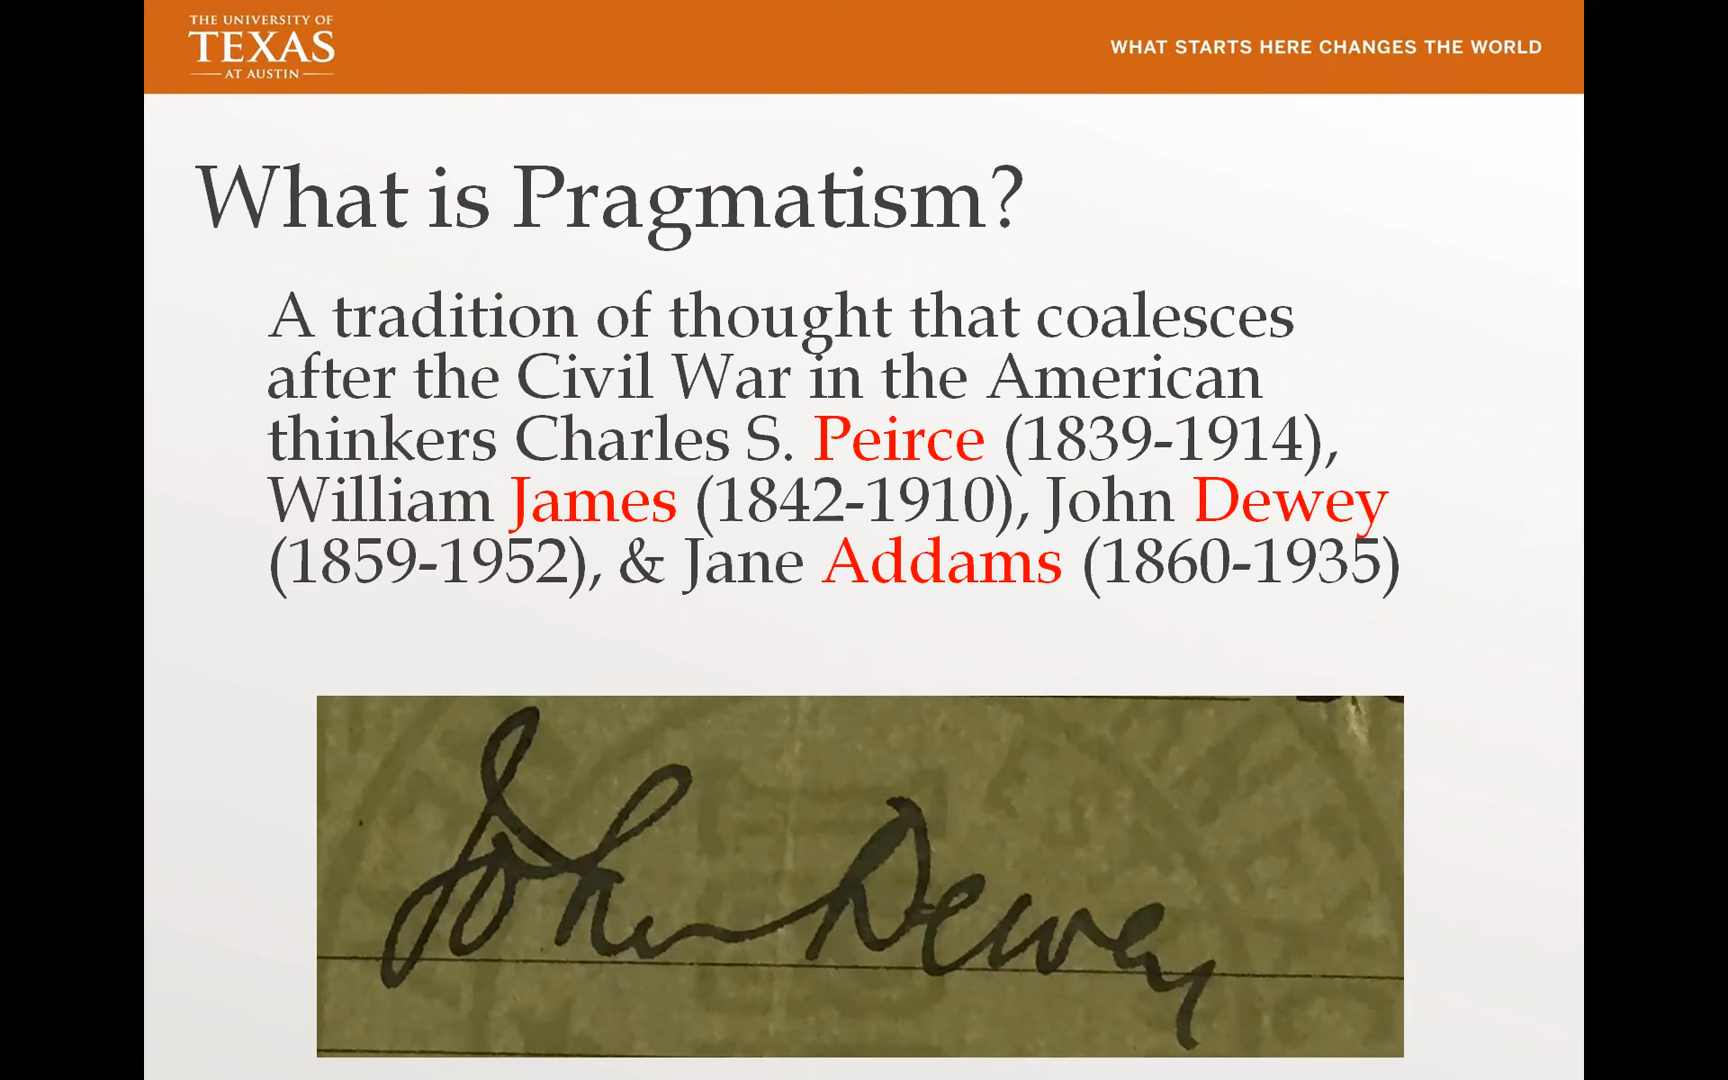 THE UNIVERSITY OF
TEXAS
AT AUSTIN
WHAT STARTS HERE CHANGES THE WORLD
What is Pragmatism?
A tradition of thought that coalesces
after the Civil War in the American
thinkers Charles S. Peirce (1839-1914),
William James (1842-1910), John Dewey
(1859-1952), & Jane Addams (1860-1935)
John Dewey